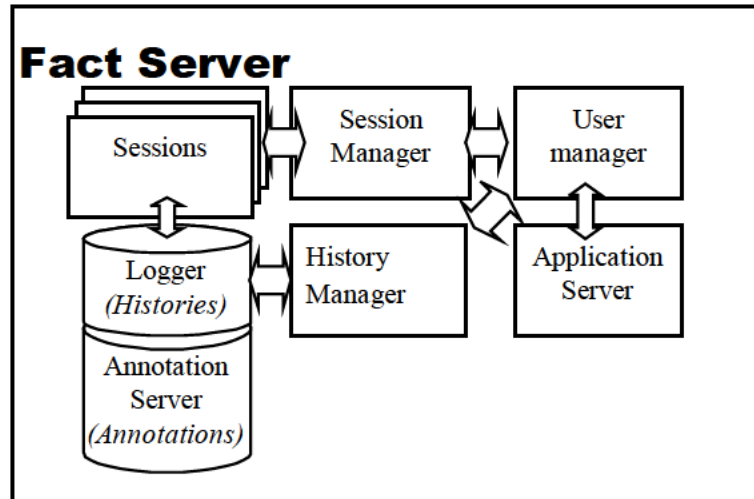 Fact Server
Sessions
Session
Manager
User
manager
Logger
(Histories)
History
Manager
Application
Server
Annotation
Server
(Annotations)